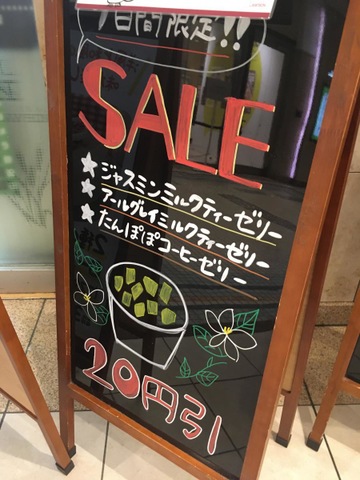 日間限定!!
SALE
★ジャスミンミルクティーゼリー
★アールグレイミルクティーゼリー
★たんぽぽコーヒーゼリー
20円引